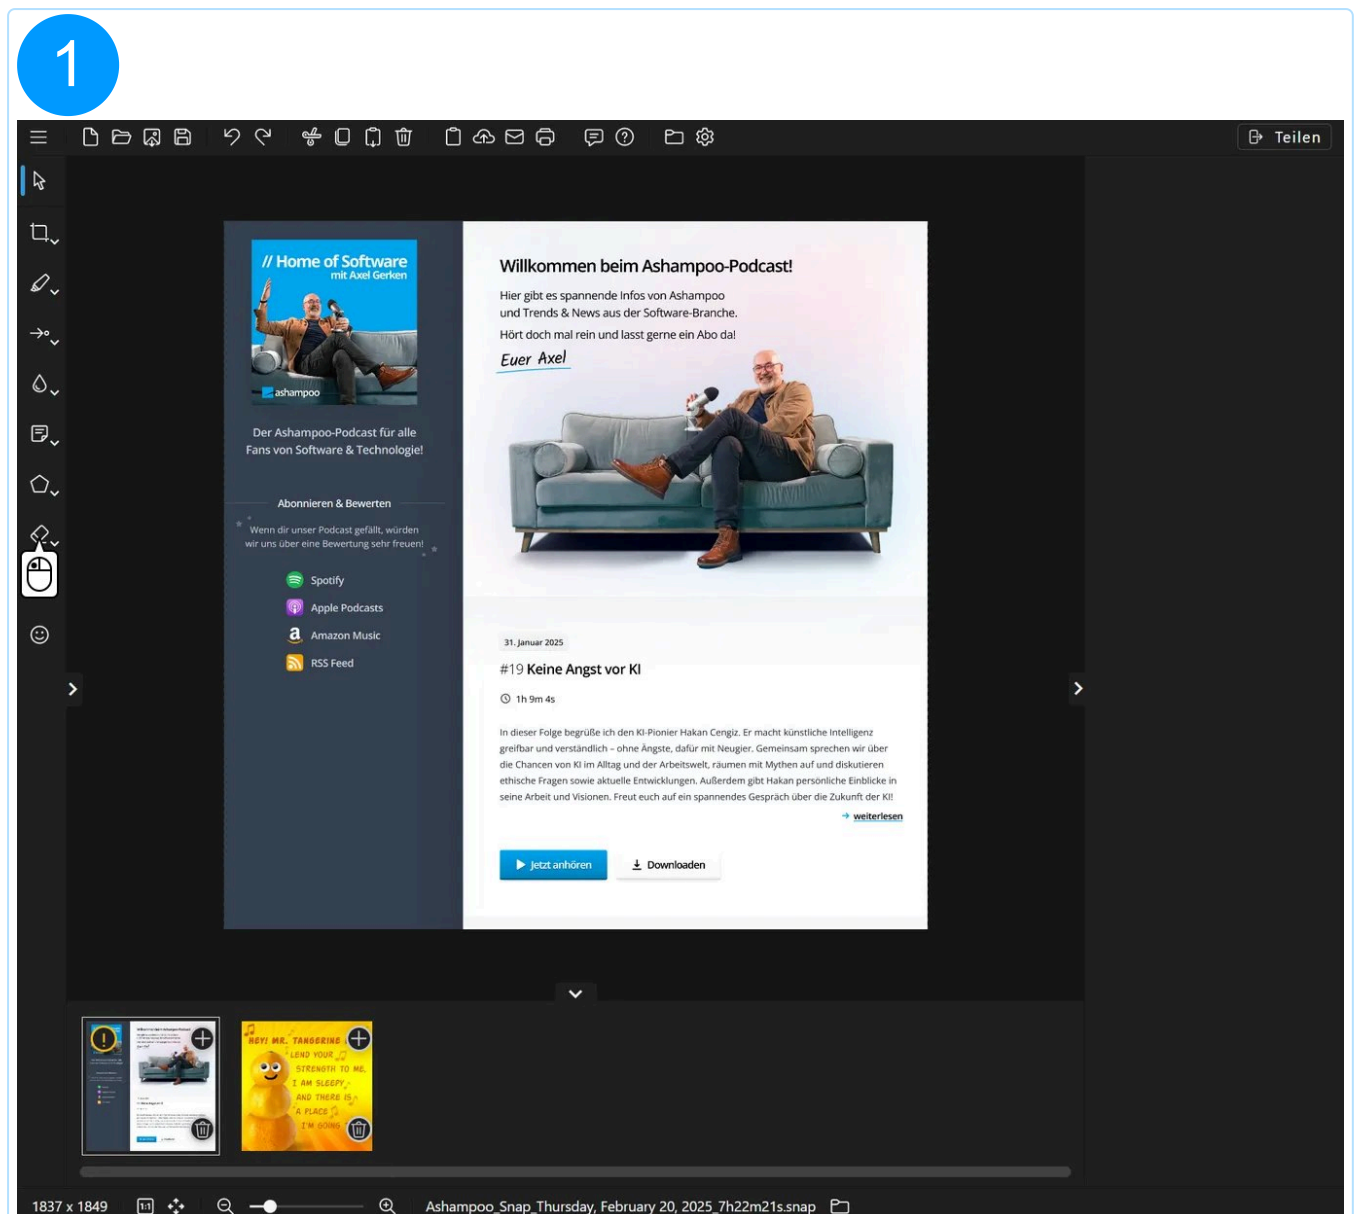 1
Teilen
// Home of Software
mit Axel Gerken
ashampoo
Der Ashampoo-Podcast für alle
Fans von Software & Technologie!
Abonnieren & Bewerten
Wenn dir unser Podcast gefällt, würden
wir uns über eine Bewertung sehr freuen!
Spotify
Apple Podcasts
Amazon Music
RSS Feed
Willkommen beim Ashampoo-Podcast!
Hier gibt es spannende Infos von Ashampoo
und Trends & News aus der Software-Branche.
Hört doch mal rein und lasst gerne ein Abo da!
Euer Axel
31. Januar 2025
#19 Keine Angst vor KI
1h 9m 4s
In dieser Folge begrüße ich den KI-Pionier Hakan Cengiz. Er macht künstliche Intelligenz
greifbar und verständlich – ohne Ängste, dafür mit Neugier. Gemeinsam sprechen wir über
die Chancen von KI im Alltag und der Arbeitswelt, räumen mit Mythen auf und diskutieren
ethische Fragen sowie aktuelle Entwicklungen. Außerdem gibt Hakan persönliche Einblicke in
seine Arbeit und Visionen. Freut euch auf ein spannendes Gespräch über die Zukunft der KI!
weiterlesen
Jetzt anhören
Downloaden
HEY! MR. TANGERINE
LEND YOUR
STRENGTH TO ME,
I AM SLEEPY
AND THERE IS
A PLACE
I'M GOING
1837 x 1849
1:1
Ashampoo_Snap_Thursday, February 20, 2025_7h22m21s.snap